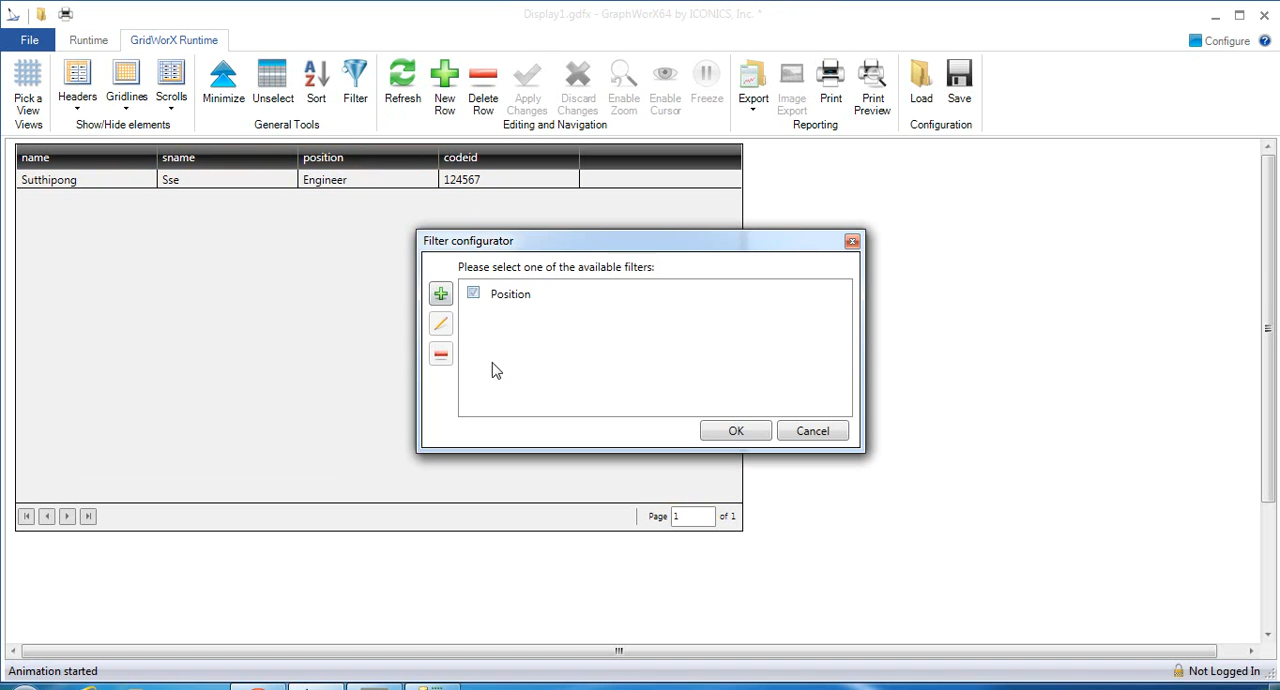 Display1.gdfx - GraphWorX64 by ICONICS, Inc. *
File Runtime GridWorX Runtime Configure
Pick a View Headers Gridlines Scrolls Minimize Unselect Sort Filter Refresh New Row Delete Row Apply Changes Discard Changes Enable Zoom Enable Cursor Freeze Export Image Export Print Print Preview Load Save
Views Show/Hide elements General Tools Editing and Navigation Reporting Configuration
name sname position codeid
Sutthipong Sse Engineer 124567
Filter configurator
Please select one of the available filters:
Position
OK Cancel
Page 1 of 1
Animation started Not Logged In